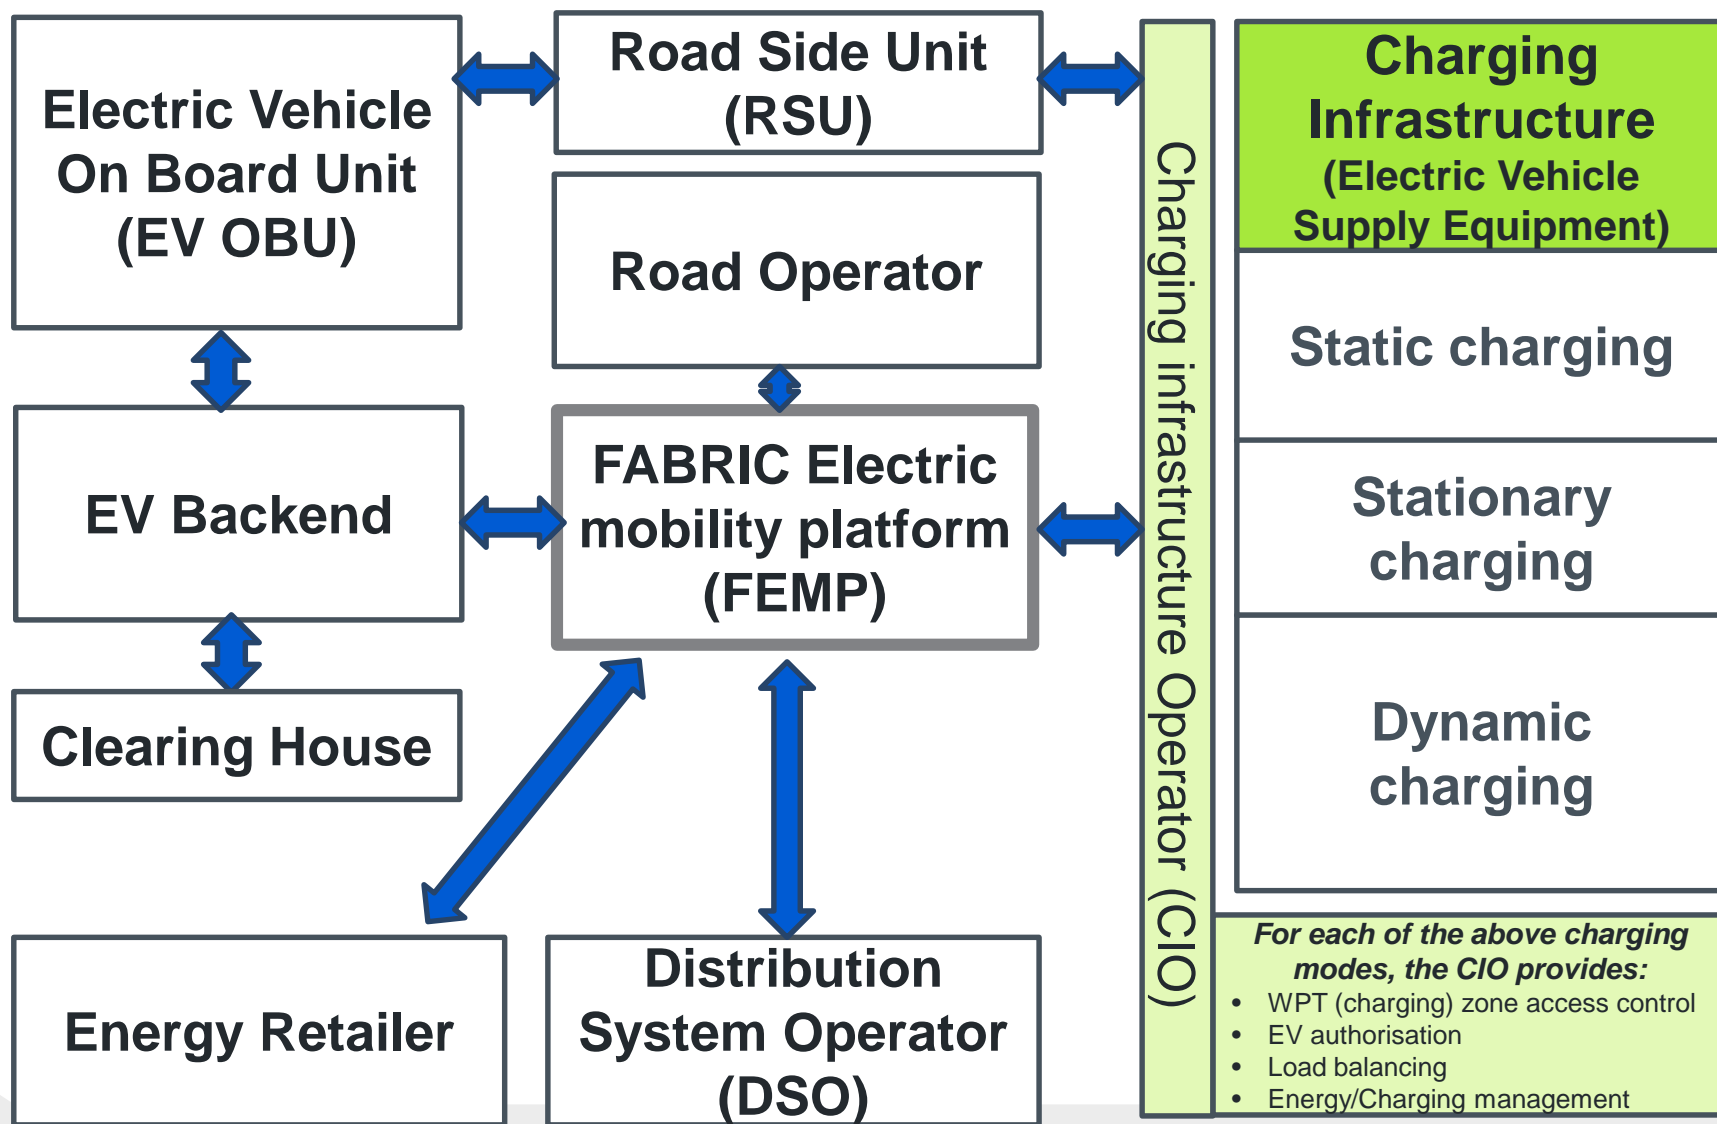 Electric Vehicle
On Board Unit
(EV OBU)
Road Side Unit
(RSU)
Road Operator
EV Backend
FABRIC Electric
mobility platform
(FEMP)
Clearing House
Energy Retailer
Distribution
System Operator
(DSO)
Charging infrastructure Operator (CIO)
Charging
Infrastructure
(Electric Vehicle
Supply Equipment)
Static charging
Stationary
charging
Dynamic
charging
For each of the above charging
modes, the CIO provides:
• WPT (charging) zone access control
• EV authorisation
• Load balancing
• Energy/Charging management